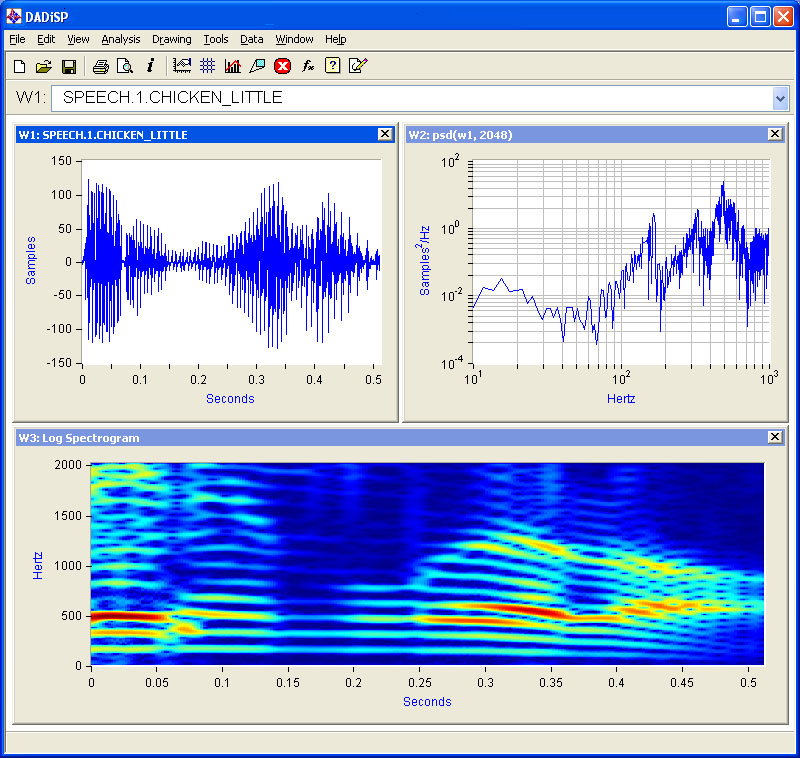 DADiSP
File Edit View Analysis Drawing Tools Data Window Help
W1: SPEECH.1.CHICKEN_LITTLE
W1: SPEECH.1.CHICKEN_LITTLE
150
100
50
0
-50
-100
-150
Samples
0 0.1 0.2 0.3 0.4 0.5
Seconds
W2: psd(w1, 2048)
10^2
10^0
10^-2
10^-4
Samples^2/Hz
10^1 10^2 10^3
Hertz
W3: Log Spectrogram
2000
1500
1000
500
0
Hertz
0 0.05 0.1 0.15 0.2 0.25 0.3 0.35 0.4 0.45 0.5
Seconds